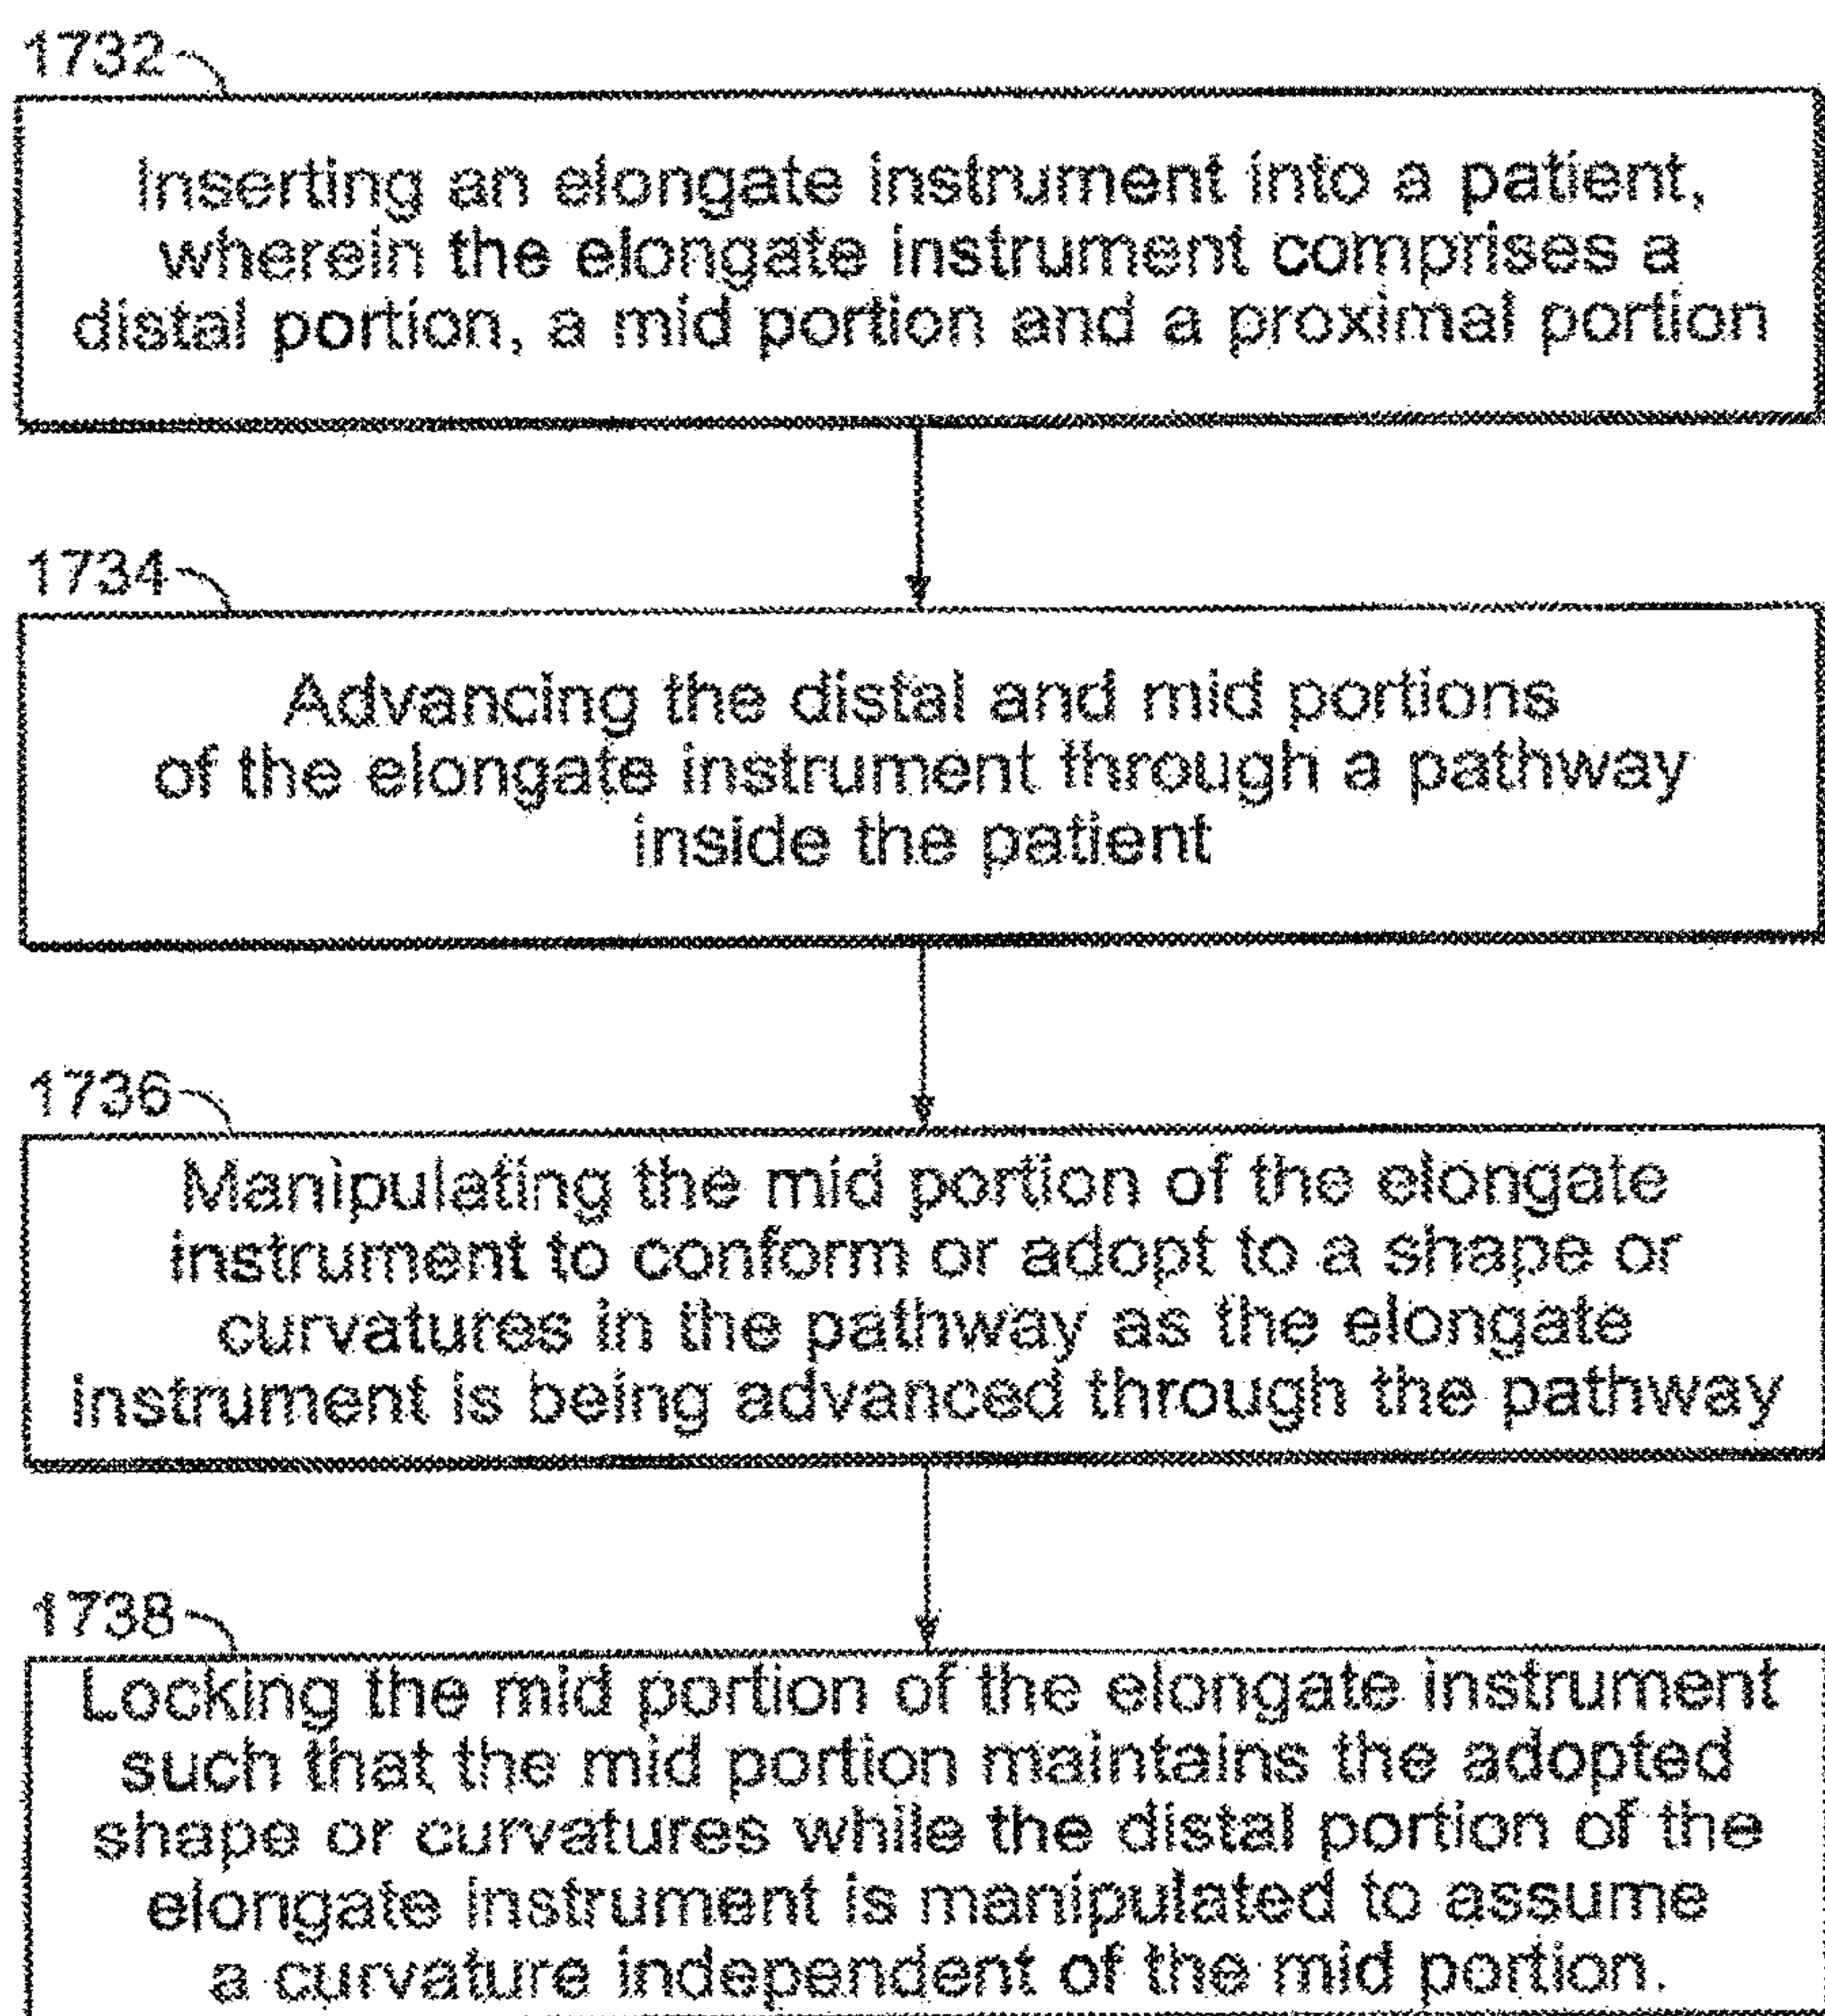 1732
Inserting an elongate instrument into a patient,
wherein the elongate instrument comprises a
distal portion, a mid portion and a proximal portion
1734
Advancing the distal and mid portions
of the elongate instrument through a pathway
inside the patient
1736
Manipulating the mid portion of the elongate
instrument to conform or adopt to a shape or
curvatures in the pathway as the elongate
instrument is being advanced through the pathway
1738
Locking the mid portion of the elongate instrument
such that the mid portion maintains the adopted
shape or curvatures while the distal portion of the
elongate instrument is manipulated to assume
a curvature independent of the mid portion.